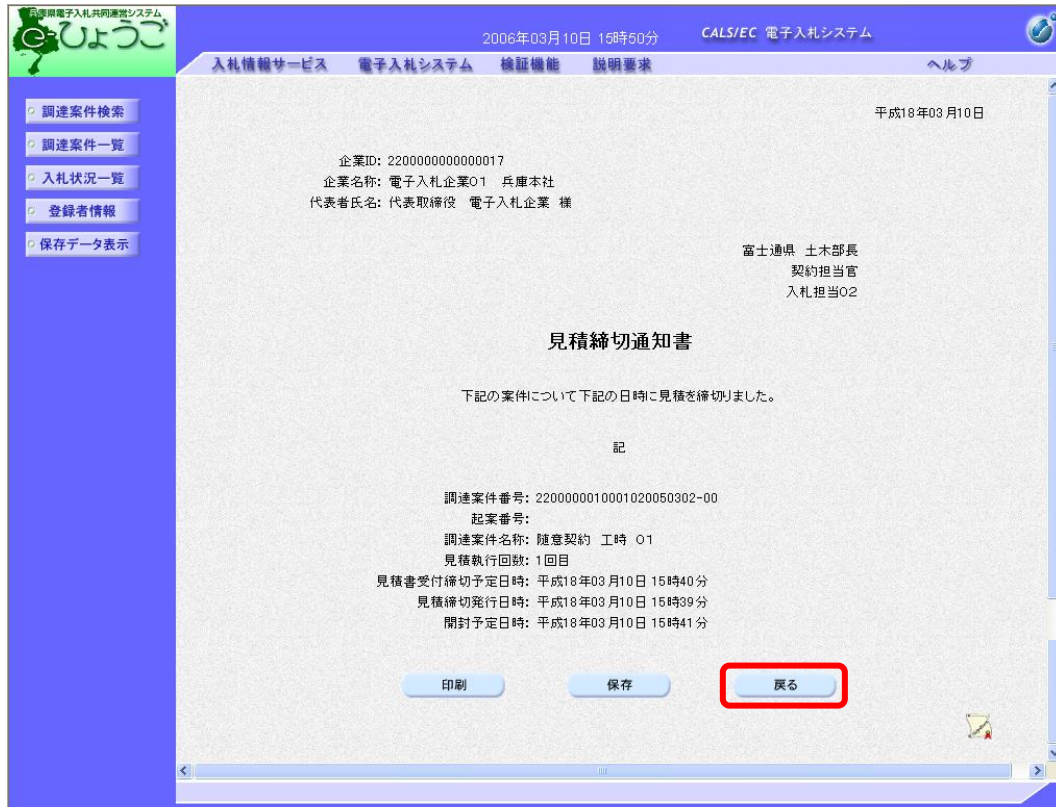 兵庫県電子入札共同運営システム
e-ひょうご
2006年03月10日 15時50分
CALS/EC 電子入札システム
入札情報サービス 電子入札システム 検証機能 説明要求 ヘルプ
調達案件検索
調達案件一覧
入札状況一覧
登録者情報
保存データ表示
平成18年03月10日
企業ID: 2200000000000017
企業名称: 電子入札企業01 兵庫本社
代表者氏名: 代表取締役 電子入札企業 様
富士通県 土木部長
契約担当官
入札担当02
見積締切通知書
下記の案件について下記の日時に見積を締切りました。
記
調達案件番号: 2200000010001020050302-00
起案番号:
調達案件名称: 随意契約 工時 01
見積執行回数: 1回目
見積書受付締切予定日時: 平成18年03月10日 15時40分
見積締切発行日時: 平成18年03月10日 15時39分
開封予定日時: 平成18年03月10日 15時41分
印刷 保存 戻る